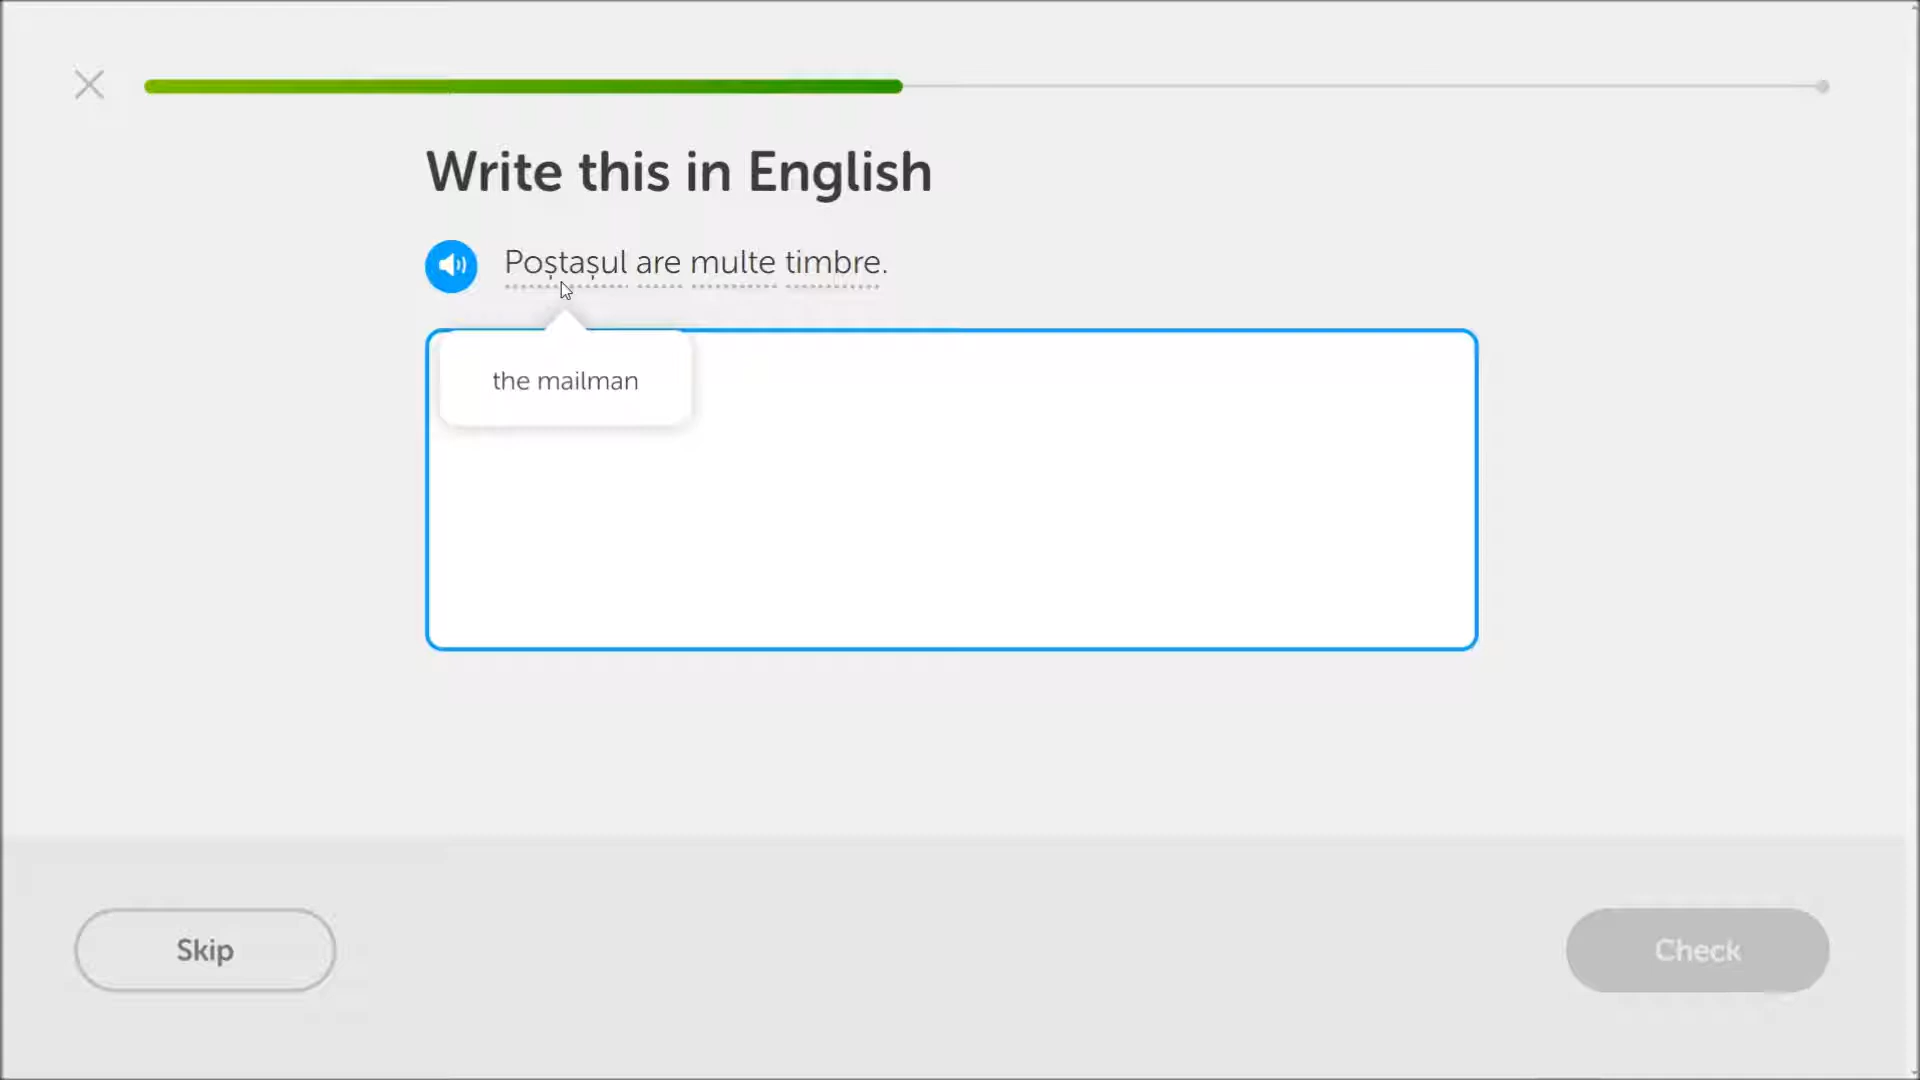 Write this in English
Poștașul are multe timbre.
the mailman
Skip
Check